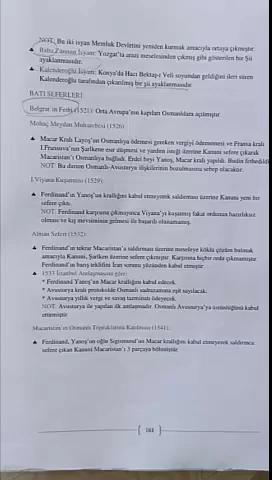 NOT: Bu iki isyan Memluk Devletini yeniden kurmak amacıyla ortaya çıkmıştır.
Baba Zünnun İsyanı: Yozgat'ta arazi meselesinden çıkmış gibi gösterilen bir Şii
ayaklanmasıdır.
Kalenderoğlu İsyanı: Konya'da Hacı Bektaş-ı Veli soyundan geldiğini ileri süren
Kalenderoğlu tarafından çıkarılmış bir şii ayaklanmasıdır.
BATI SEFERLERİ
Belgrat'ın Fethi (1521): Orta Avrupa'nın kapıları Osmanlılara açılmıştır.
Mohaç Meydan Muharebesi (1526)
Macar Kralı Layoş'un Osmanlıya ödemesi gereken vergiyi ödememesi ve Fransa kralı
I.Fransuva'nın Şarlkene esir düşmesi ve yardım isteği üzerine Kanuni sefere çıkarak
Macaristan'ı Osmanlıya bağladı. Erdel beyi Yanoş, Macar kralı yapıldı. Budin fethedildi
NOT: Bu durum Osmanlı-Avusturya ilişkilerinin bozulmasına sebep olacaktır.
I.Viyana Kuşatması (1529):
Ferdinand'ın Yanoş'un krallığını kabul etmeyerek saldırması üzerine Kanuni yeni bir
sefere çıktı.
NOT: Ferdinand karşısına çıkmayınca Viyana'yı kuşatmış fakat ordunun hazırlıksız
olması ve kış mevsiminin gelmesi ile başarılı olunamamış.
Alman Seferi (1532):
Ferdinand'ın tekrar Macaristan'a saldırması üzerine meseleye köklü çözüm bulmak
amacıyla Kanuni, Şarlken üzerine sefere çıkmıştır. Karşısına hiçbir ordu çıkmamıştır.
Ferdinand'ın barış teklifini İran sorunu yüzünden kabul etmiştir.
1533 İstanbul Antlaşmasına göre:
* Ferdinand Yanoş'un Macar krallığını kabul edecek.
* Avusturya kralı protokolde Osmanlı sadrazamına eşit sayılacak.
* Avusturya yıllık vergi ve savaş tazminatı ödeyecek.
NOT: Avusturya ile yapılan ilk antlaşmadır. Osmanlı Avusturya'ya üstünlüğünü kabul
ettirmiştir.
Macaristan'ın Osmanlı Topraklarına Katılması (1541):
Ferdinand, Yanoş'un oğlu Sigismund'un Macar krallığını kabul etmeyerek saldırınca
sefere çıkan Kanuni Macaristan'ı 3 parçaya bölmüştür.